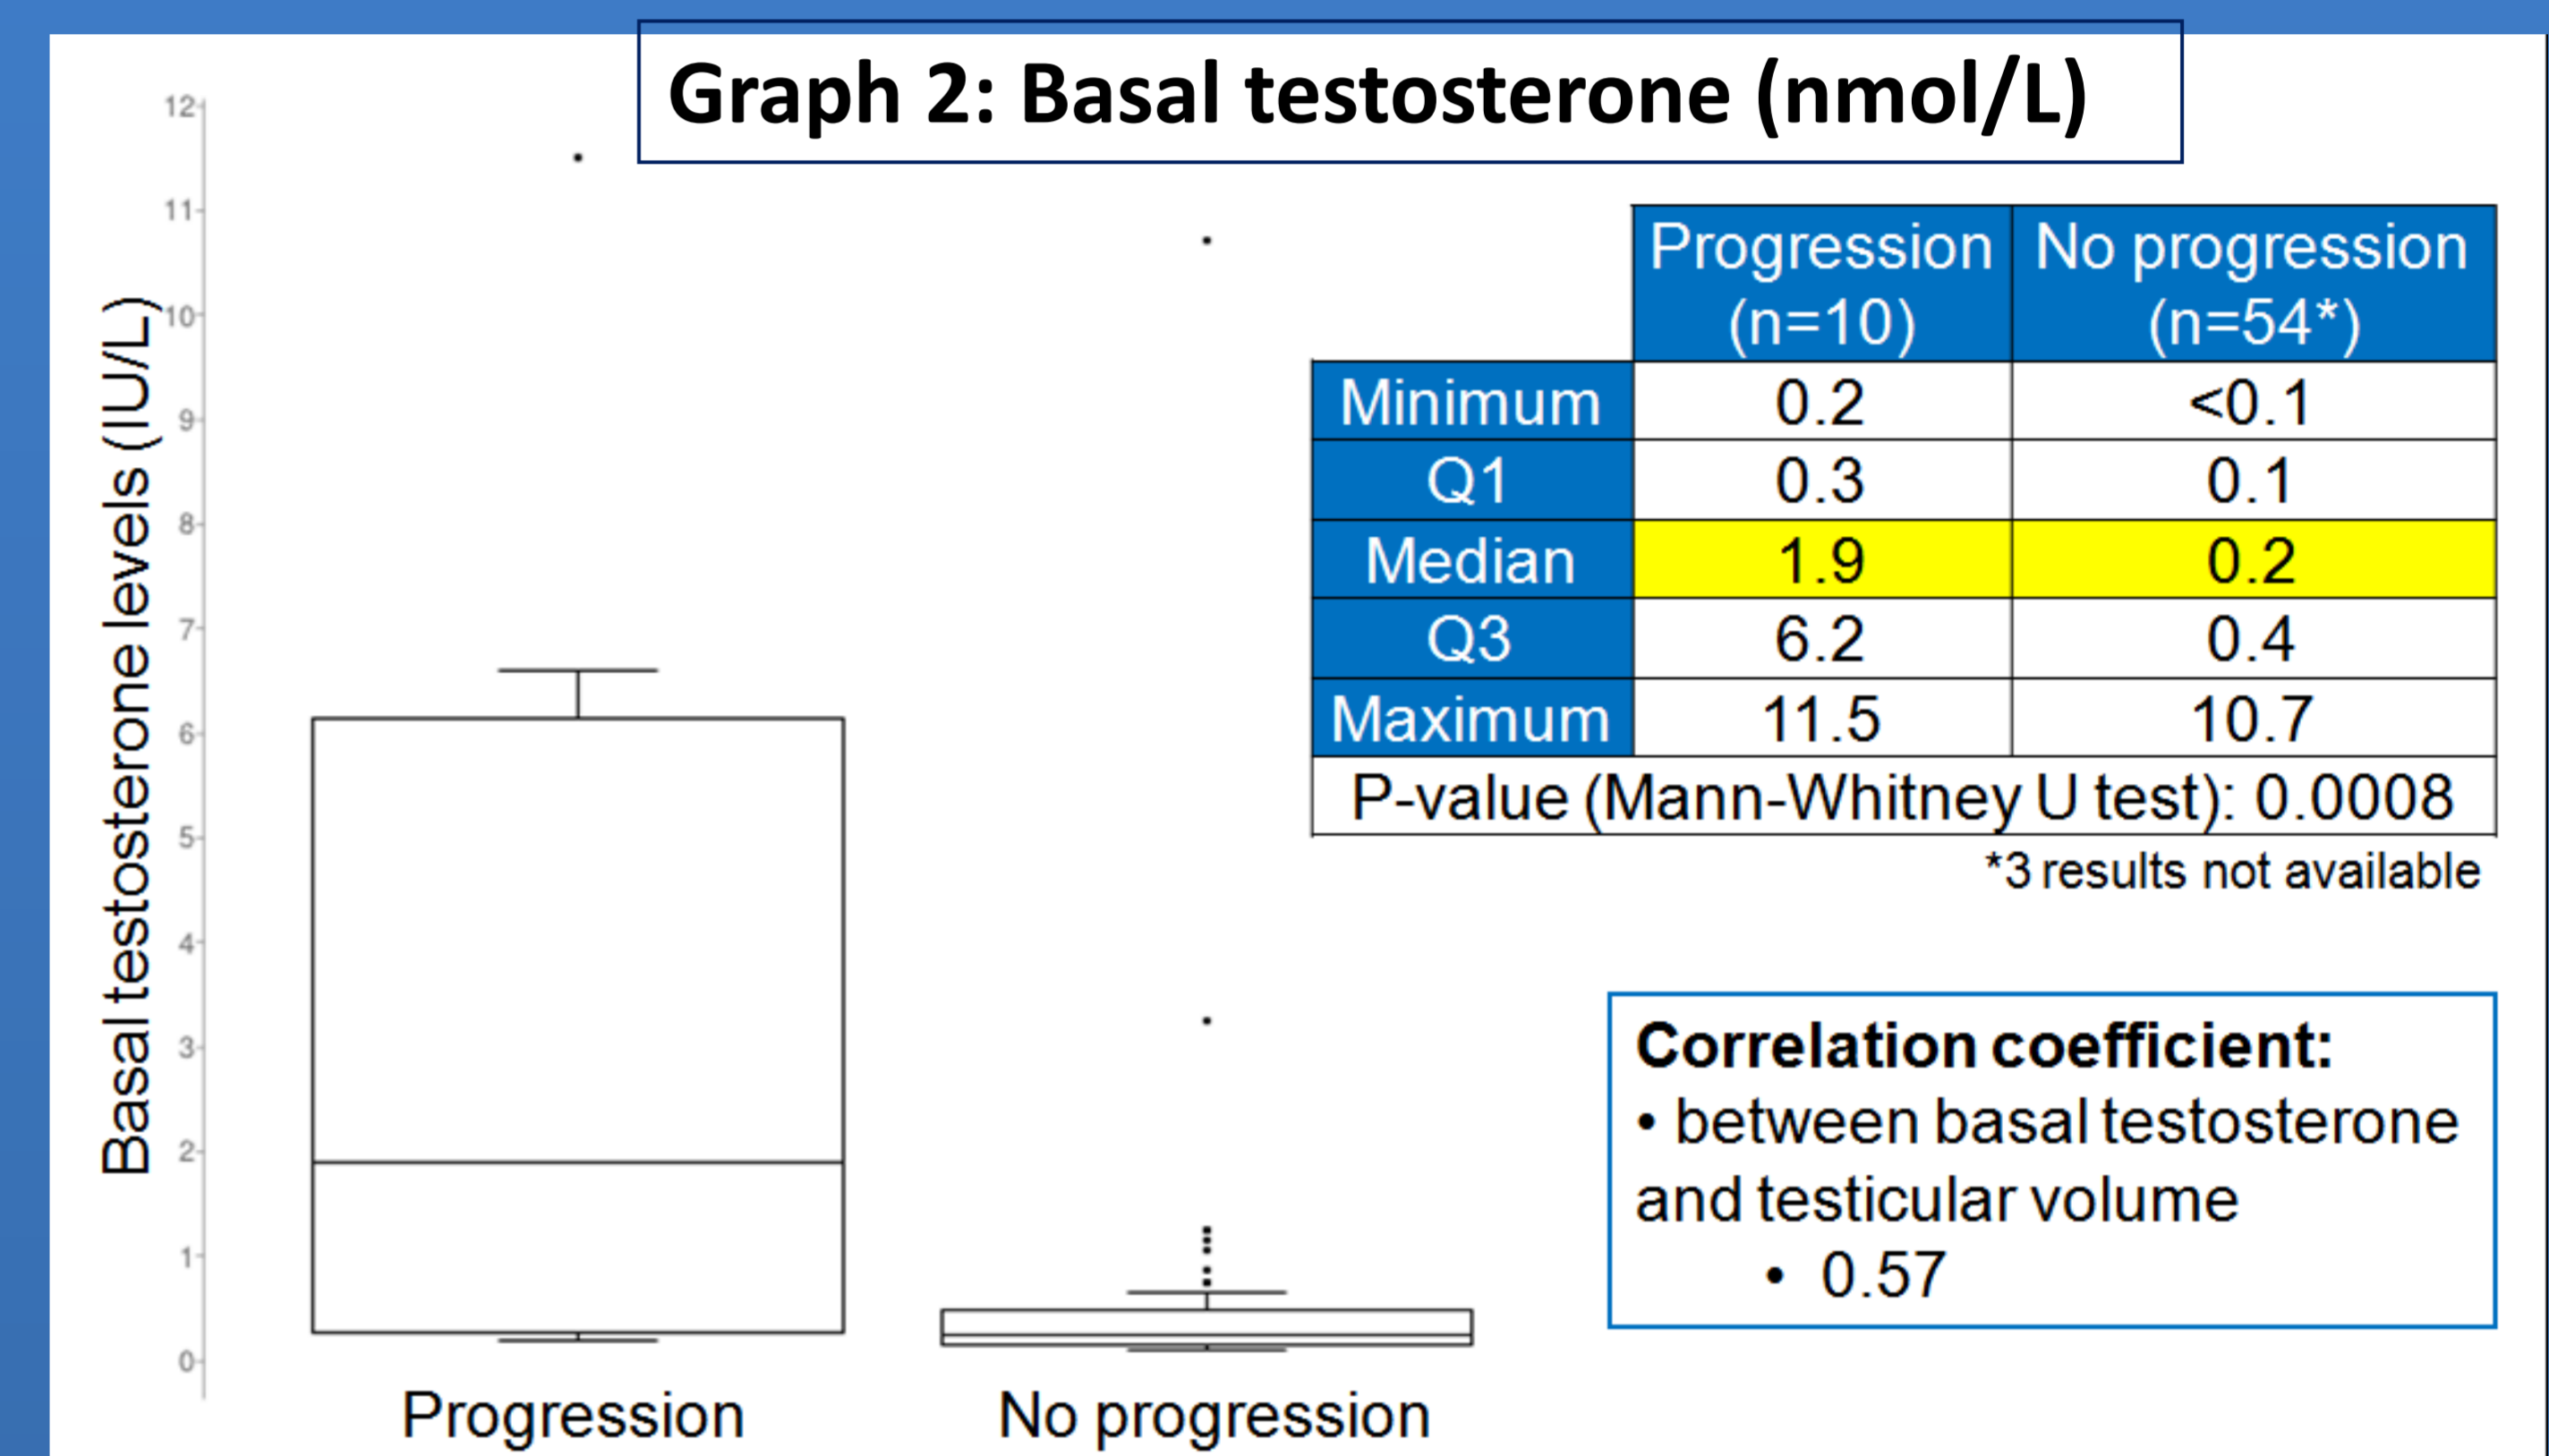 Graph 2: Basal testosterone (nmol/L)
Basal testosterone levels (IU/L)
12
11
10
9
8
7
6
5
4
3
2
1
0
Progression
No progression
Progression No progression
(n=10) (n=54*)
Minimum 0.2 <0.1
Q1 0.3 0.1
Median 1.9 0.2
Q3 6.2 0.4
Maximum 11.5 10.7
P-value (Mann-Whitney U test): 0.0008
*3 results not available
Correlation coefficient:
• between basal testosterone
and testicular volume
• 0.57